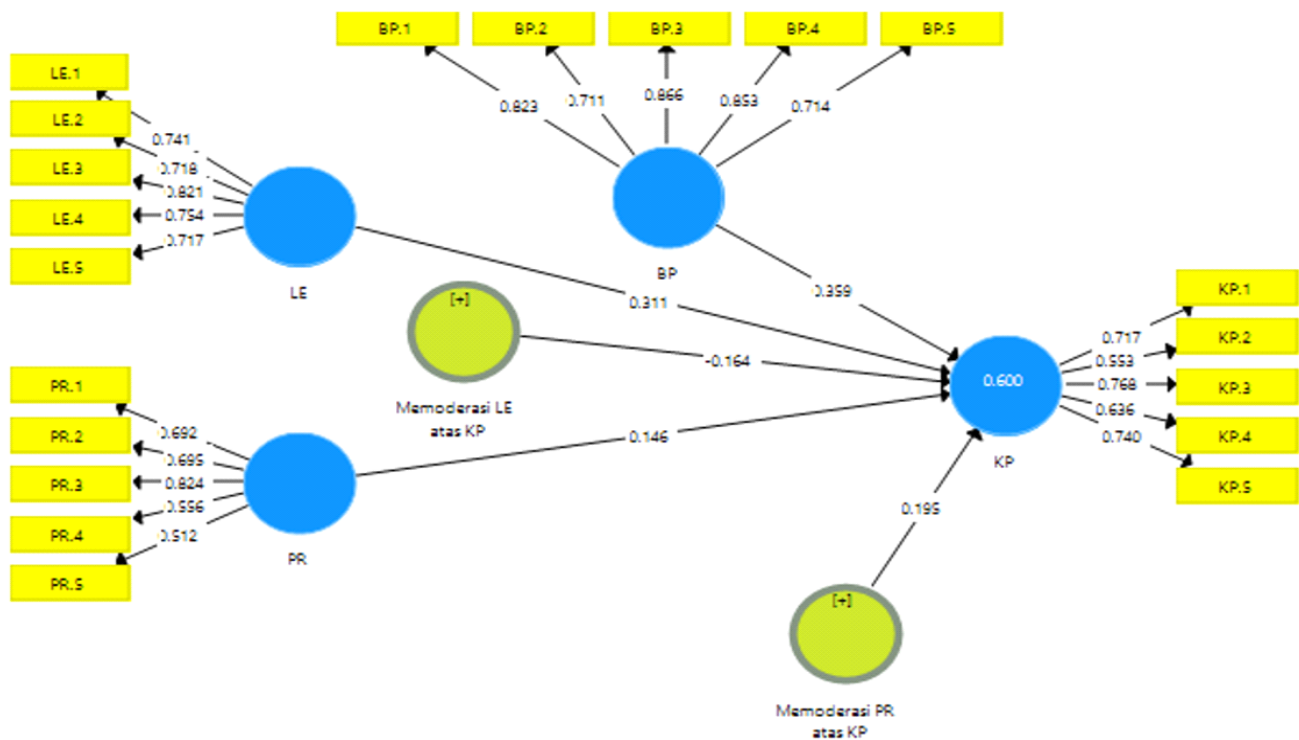 BP.1 BP.2 BP.3 BP.4 BP.5
0.823 0.711 0.866 0.853 0.714
BP
LE.1
LE.2
LE.3
LE.4
LE.5
0.741
0.718
0.821
0.754
0.717
LE
[+]
Memoderasi LE
atas KP
0.311
0.359
-0.164
0.146
0.195
PR.1
PR.2
PR.3
PR.4
PR.5
0.692
0.695
0.824
0.556
0.512
PR
0.600
KP
0.717
0.553
0.768
0.636
0.740
KP.1
KP.2
KP.3
KP.4
KP.5
[+]
Memoderasi PR
atas KP